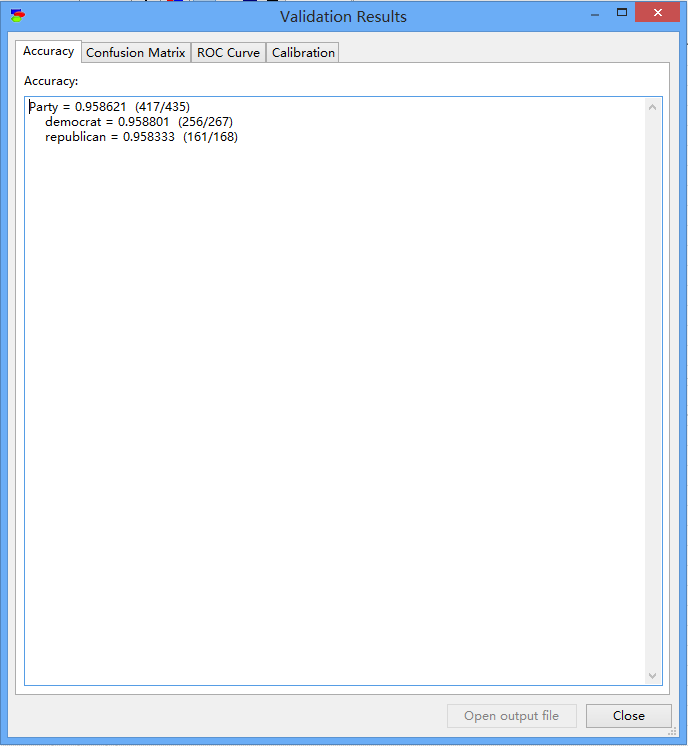 Validation Results
Accuracy Confusion Matrix ROC Curve Calibration
Accuracy:
Party = 0.958621 (417/435)
democrat = 0.958801 (256/267)
republican = 0.958333 (161/168)
Open output file Close